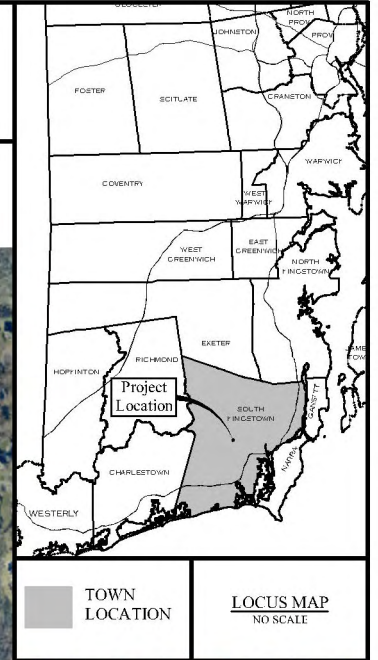 NORTH
PROV
JOHNSTON
PROV
FOSTER
SCITUATE
CRANSTON
COVENTRY
WARWICK
WEST
WARWICK
WEST
GREENWICH
EAST
GREENWICH
NORTH
KINGSTOWN
EXETER
HOPKINTON
RICHMOND
Project
Location
SOUTH
KINGSTOWN
CHARLESTOWN
WESTERLY
TOWN
LOCATION
LOCUS MAP
NO SCALE